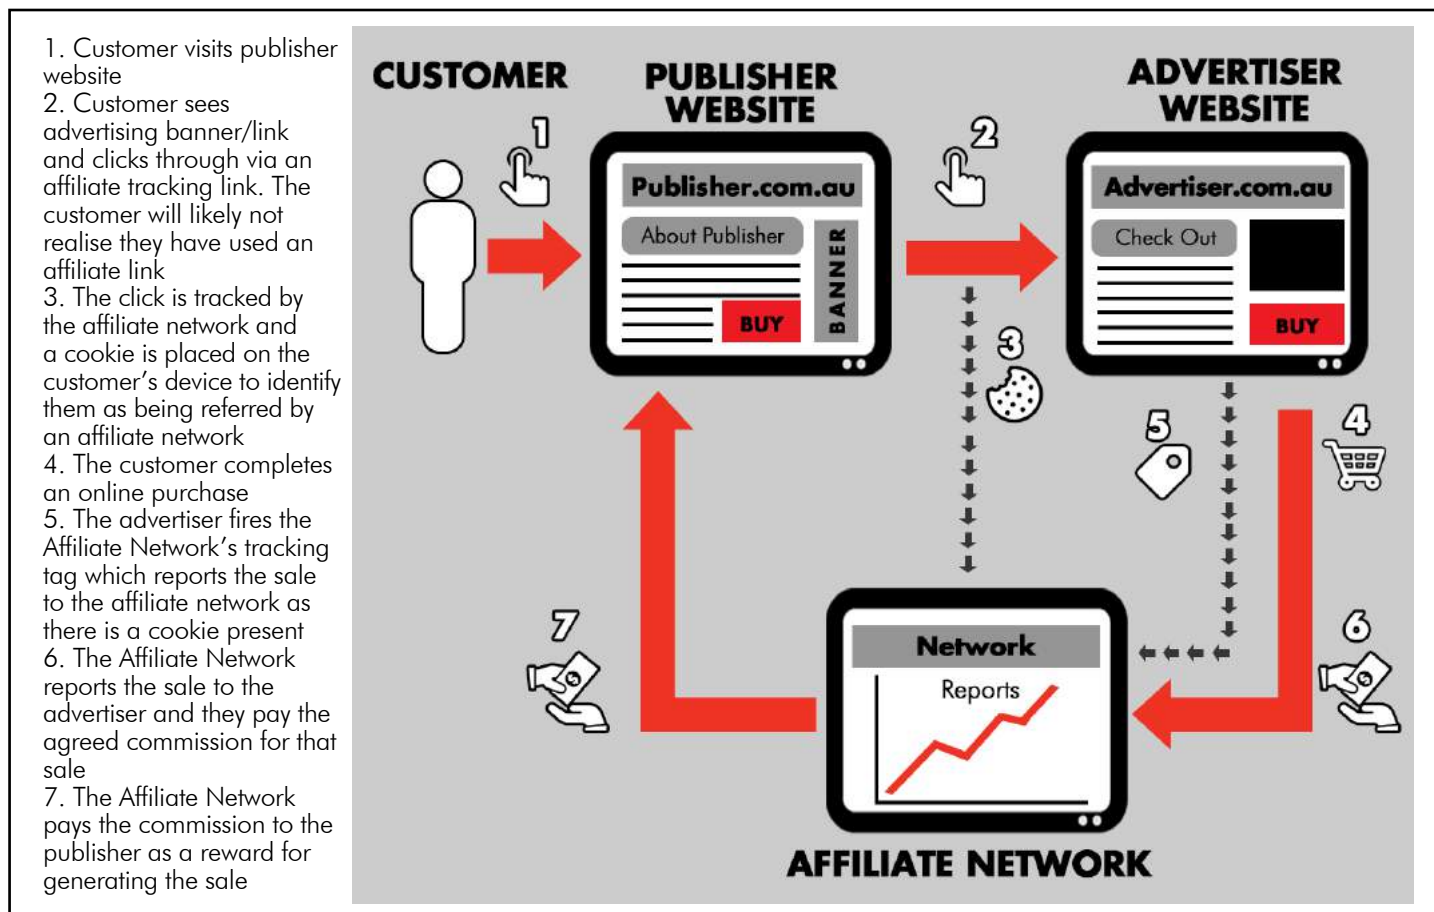 1. Customer visits publisher
website
2. Customer sees
advertising banner/link
and clicks through via an
affiliate tracking link. The
customer will likely not
realise they have used an
affiliate link
3. The click is tracked by
the affiliate network and
a cookie is placed on the
customer's device to identify
them as being referred by
an affiliate network
4. The customer completes
an online purchase
5. The advertiser fires the
Affiliate Network's tracking
tag which reports the sale
to the affiliate network as
there is a cookie present
6. The Affiliate Network
reports the sale to the
advertiser and they pay the
agreed commission for that
sale
7. The Affiliate Network
pays the commission to the
publisher as a reward for
generating the sale
CUSTOMER
PUBLISHER
WEBSITE
ADVERTISER
WEBSITE
1
2
Publisher.com.au
About Publisher
BANNER
BUY
Advertiser.com.au
Check Out
BUY
3
5
4
7
6
Network
Reports
AFFILIATE NETWORK